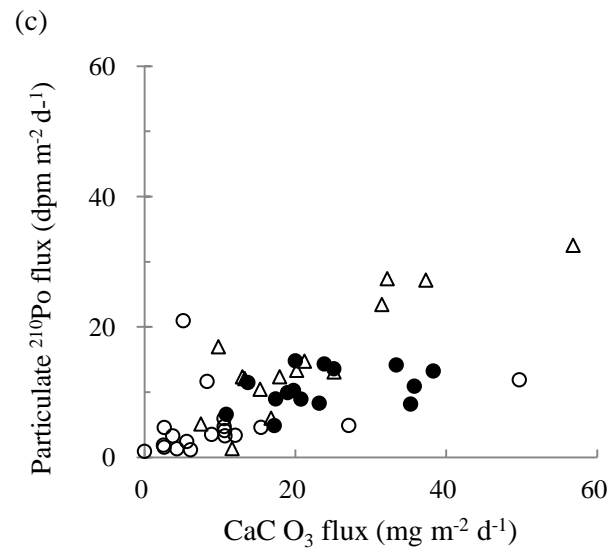 (c)
60
40
20
0
Particulate ²¹⁰Po flux (dpm m⁻² d-¹)
0 20 40 60
CaC O₃ flux (mg m⁻² d⁻¹)